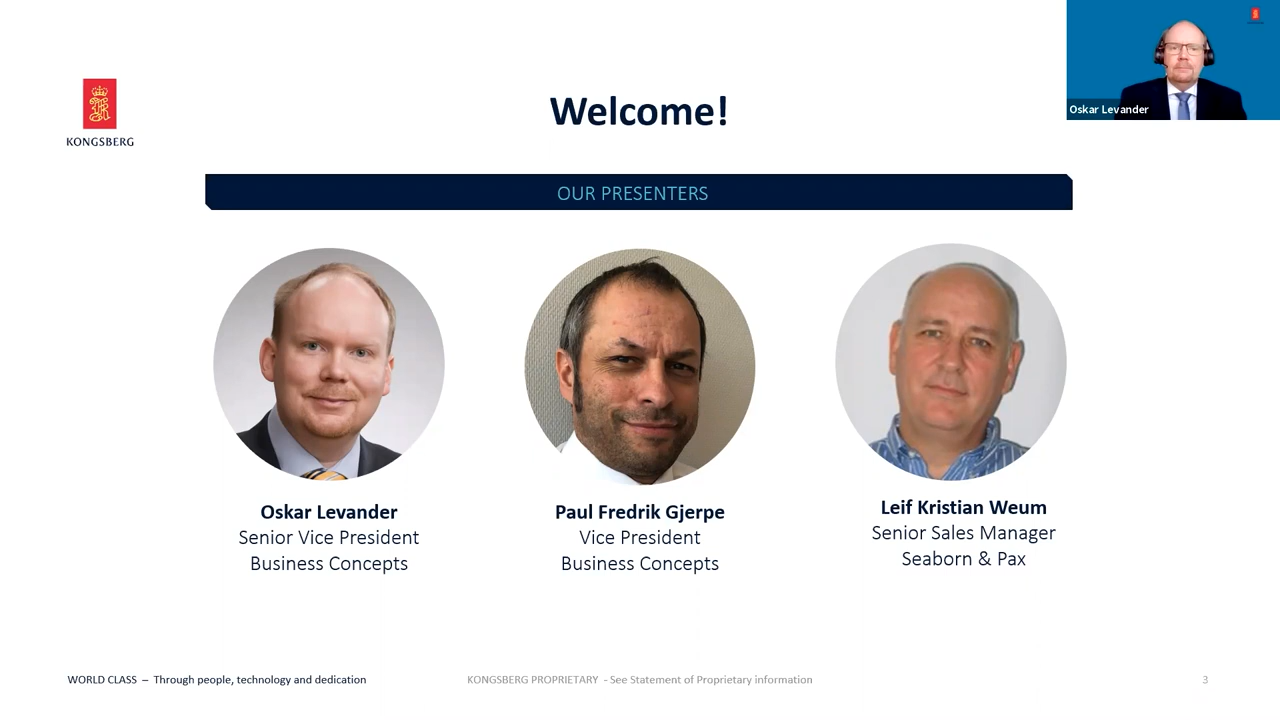 Welcome!
KONGSBERG
Oskar Levander
OUR PRESENTERS
Oskar Levander
Senior Vice President
Business Concepts
Paul Fredrik Gjerpe
Vice President
Business Concepts
Leif Kristian Weum
Senior Sales Manager
Seaborn & Pax
WORLD CLASS – Through people, technology and dedication
KONGSBERG PROPRIETARY - See Statement of Proprietary information
3